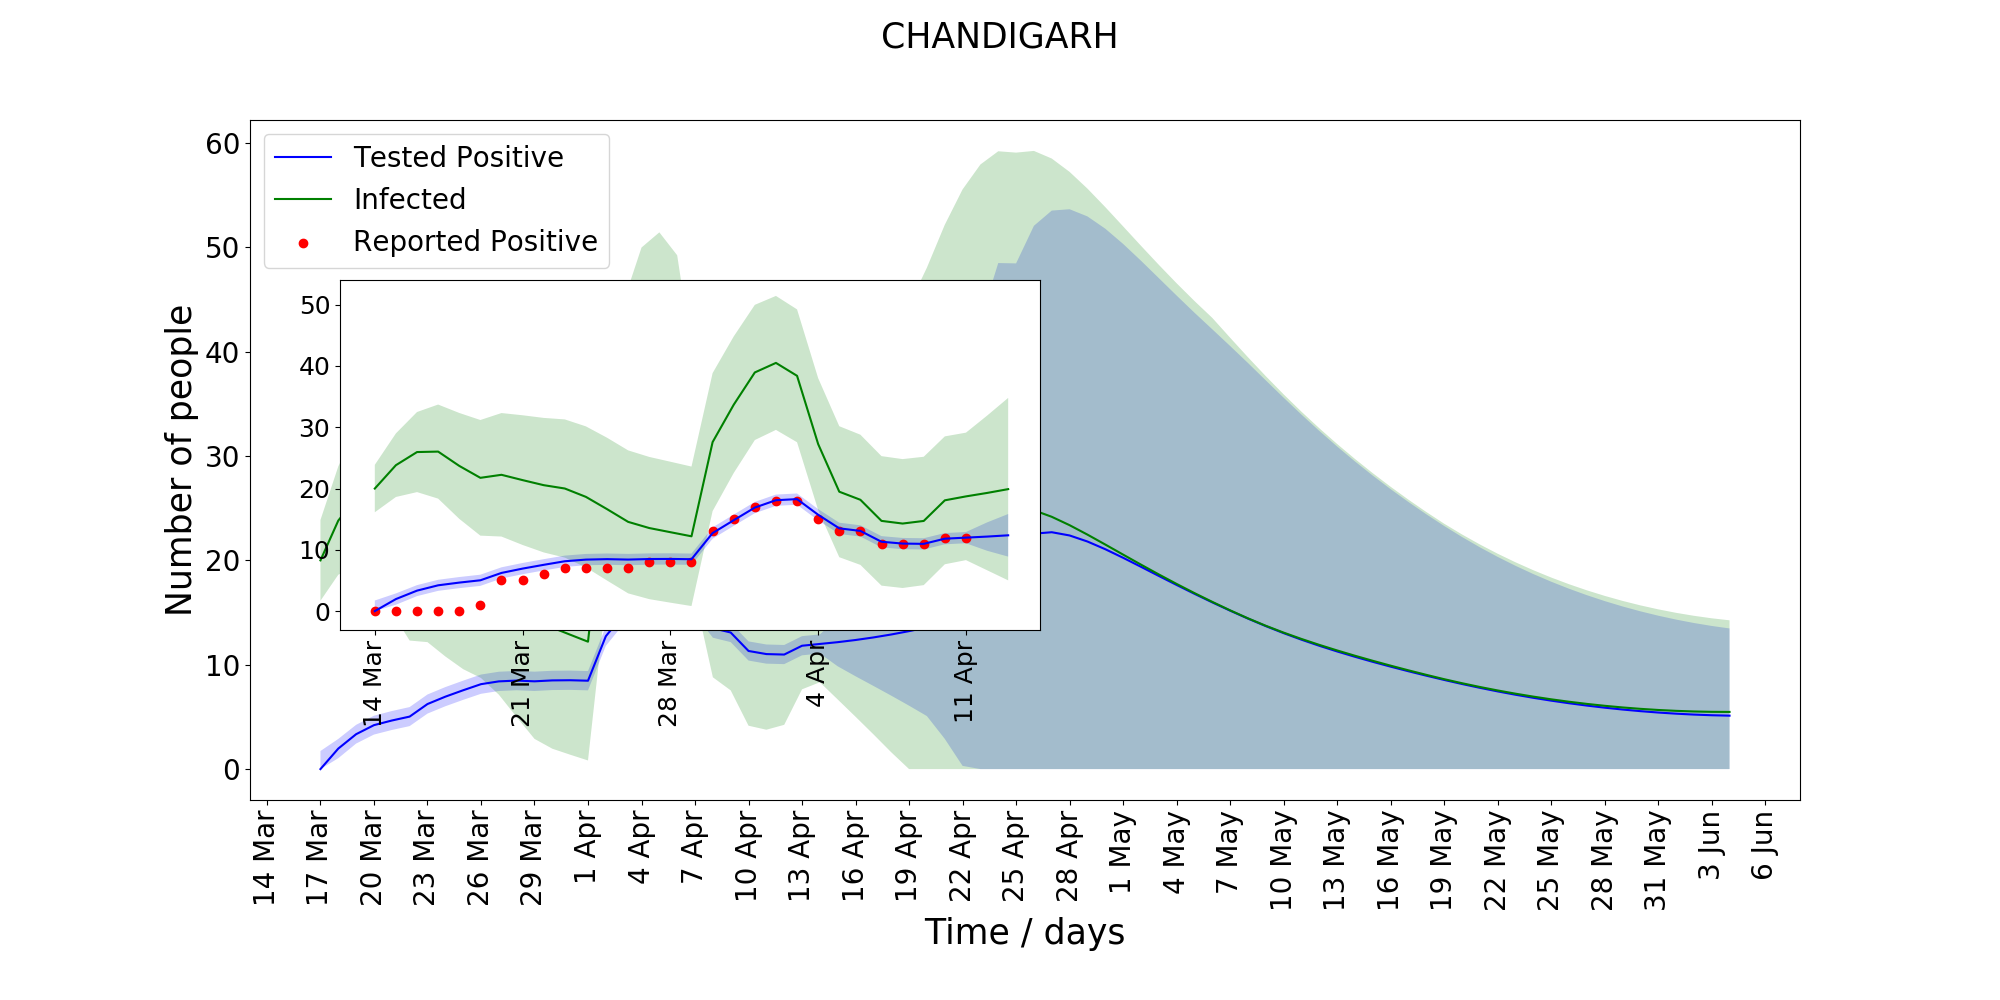 CHANDIGARH
Tested Positive
Infected
Reported Positive
Number of people
60
50
40
30
20
10
0
50
40
30
20
10
0
14 Mar
21 Mar
28 Mar
4 Apr
11 Apr
14 Mar
17 Mar
20 Mar
23 Mar
26 Mar
29 Mar
1 Apr
4 Apr
7 Apr
10 Apr
13 Apr
16 Apr
19 Apr
22 Apr
25 Apr
28 Apr
1 May
4 May
7 May
10 May
13 May
16 May
19 May
22 May
25 May
28 May
31 May
3 Jun
6 Jun
Time / days